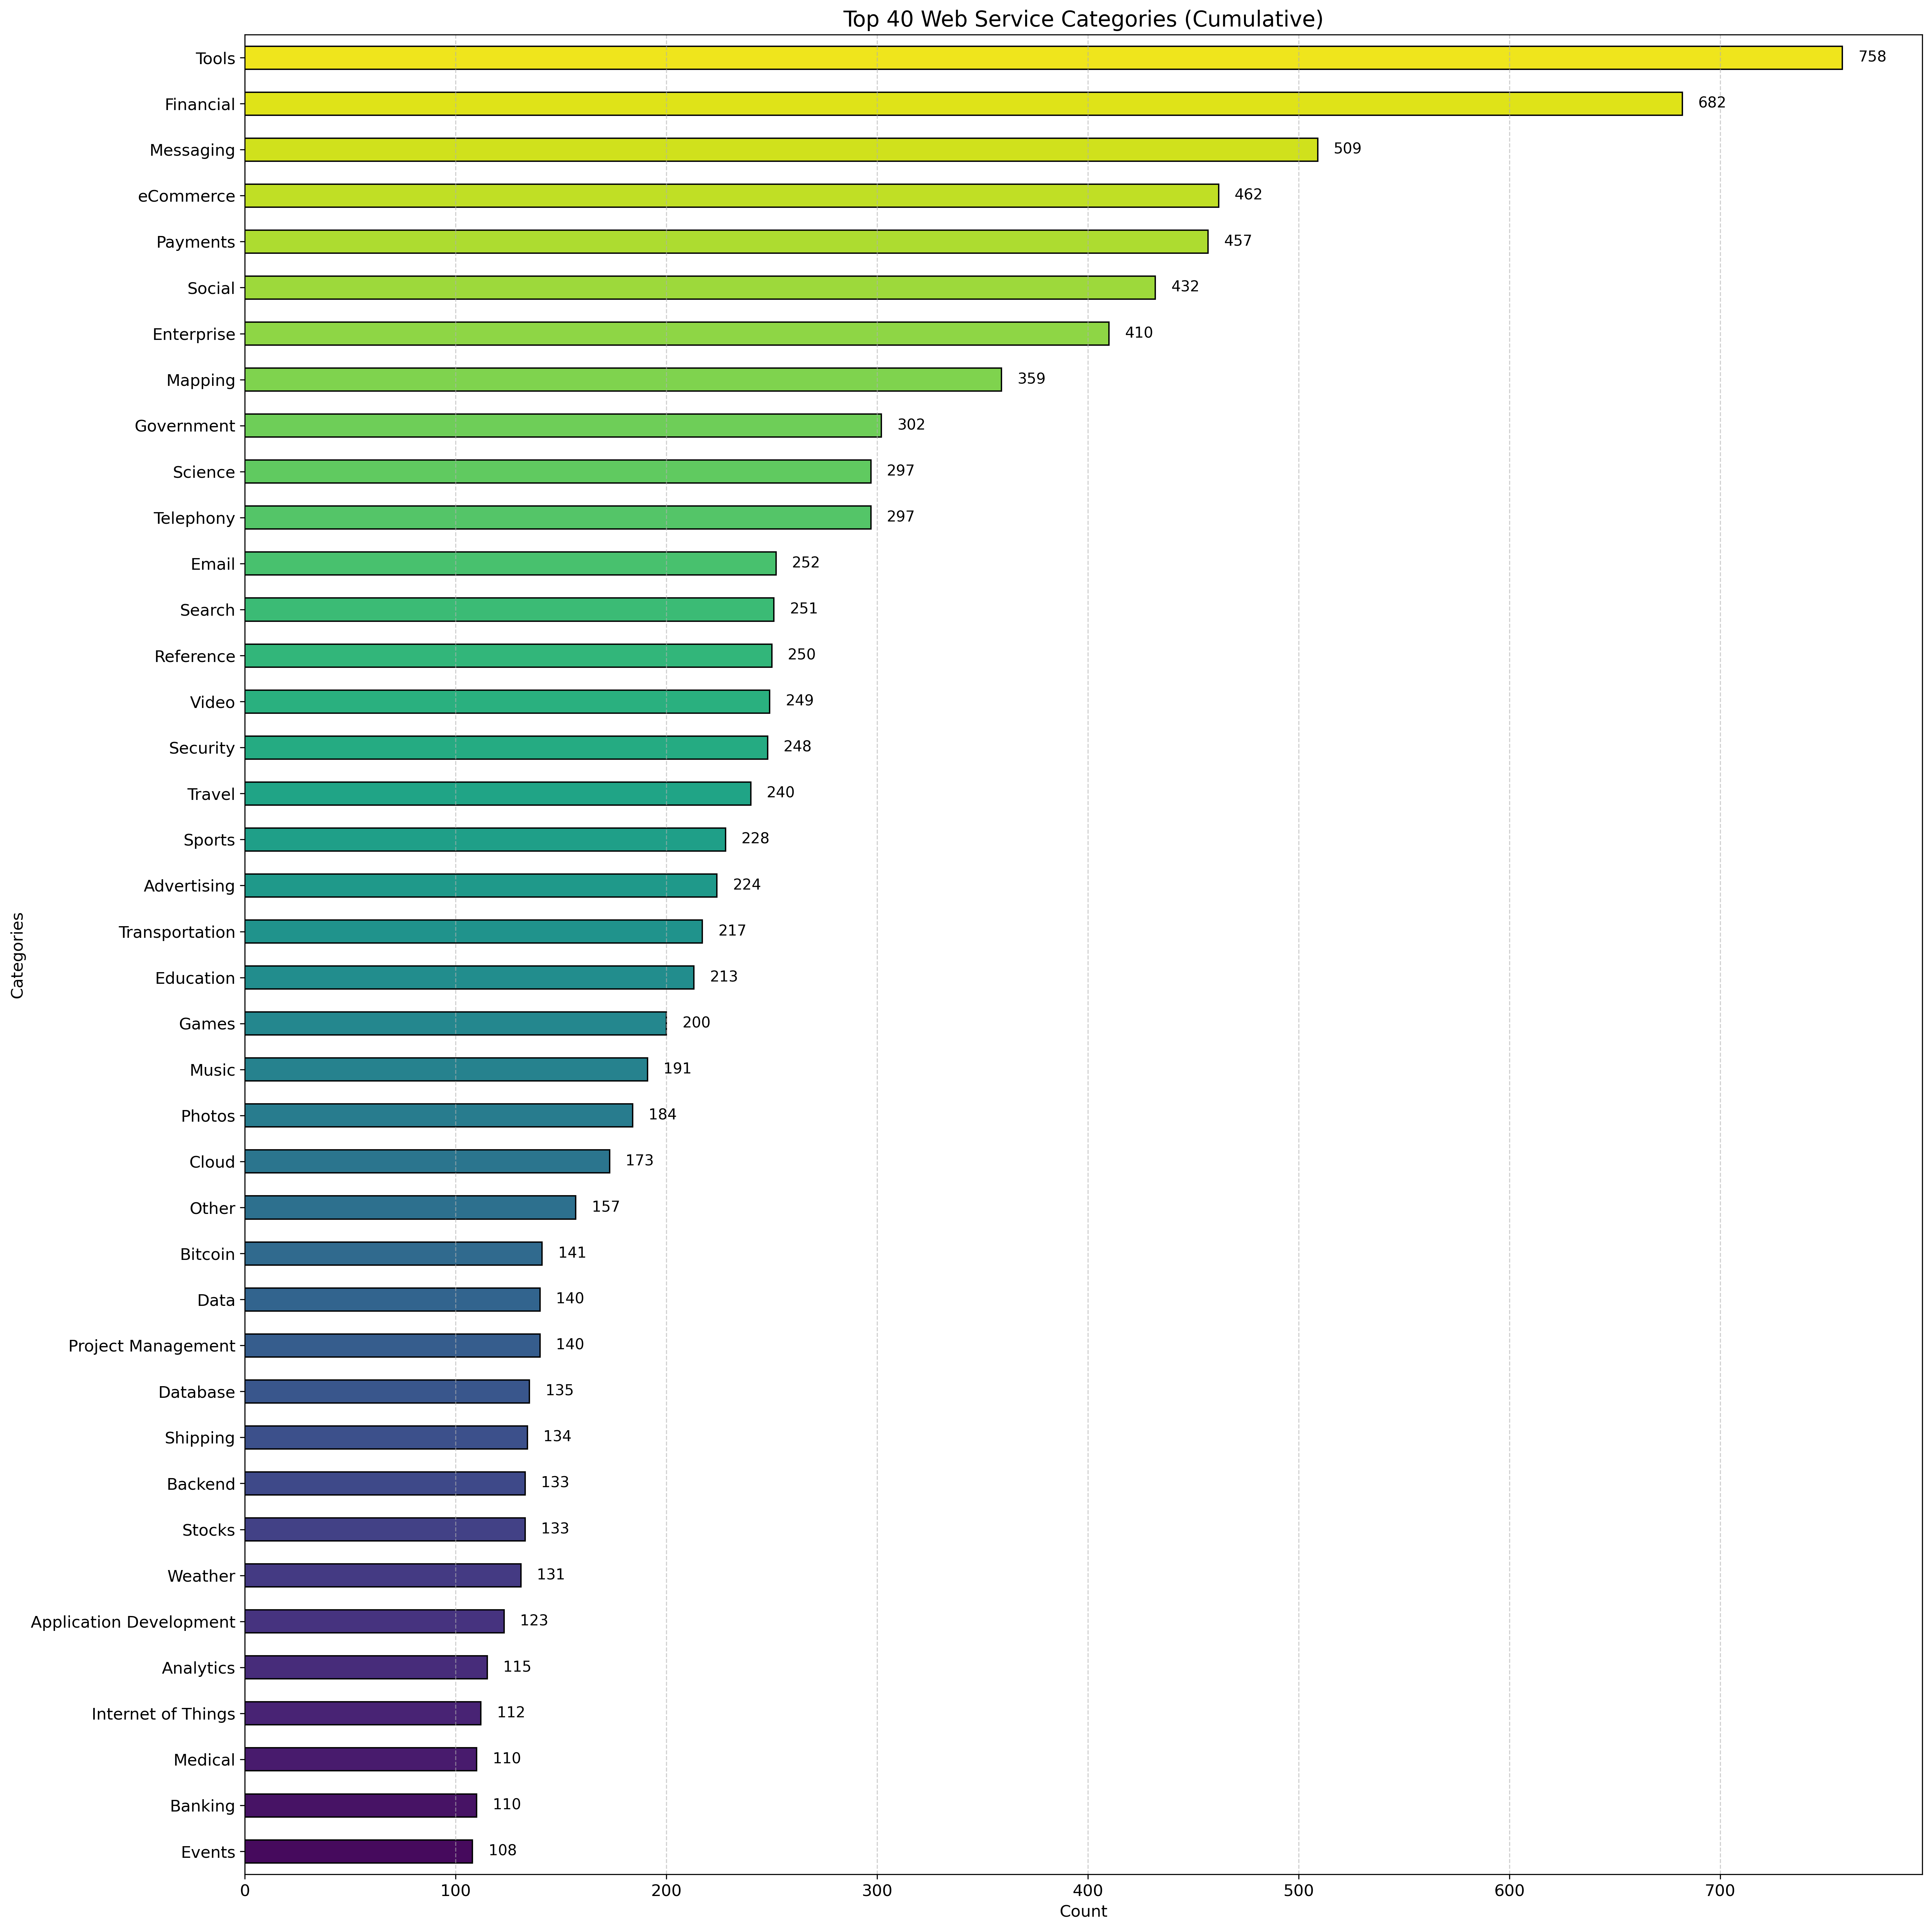 Top 40 Web Service Categories (Cumulative)
Categories
Tools 758
Financial 682
Messaging 509
eCommerce 462
Payments 457
Social 432
Enterprise 410
Mapping 359
Government 302
Science 297
Telephony 297
Email 252
Search 251
Reference 250
Video 249
Security 248
Travel 240
Sports 228
Advertising 224
Transportation 217
Education 213
Games 200
Music 191
Photos 184
Cloud 173
Other 157
Bitcoin 141
Data 140
Project Management 140
Database 135
Shipping 134
Backend 133
Stocks 133
Weather 131
Application Development 123
Analytics 115
Internet of Things 112
Medical 110
Banking 110
Events 108
0 100 200 300 400 500 600 700
Count